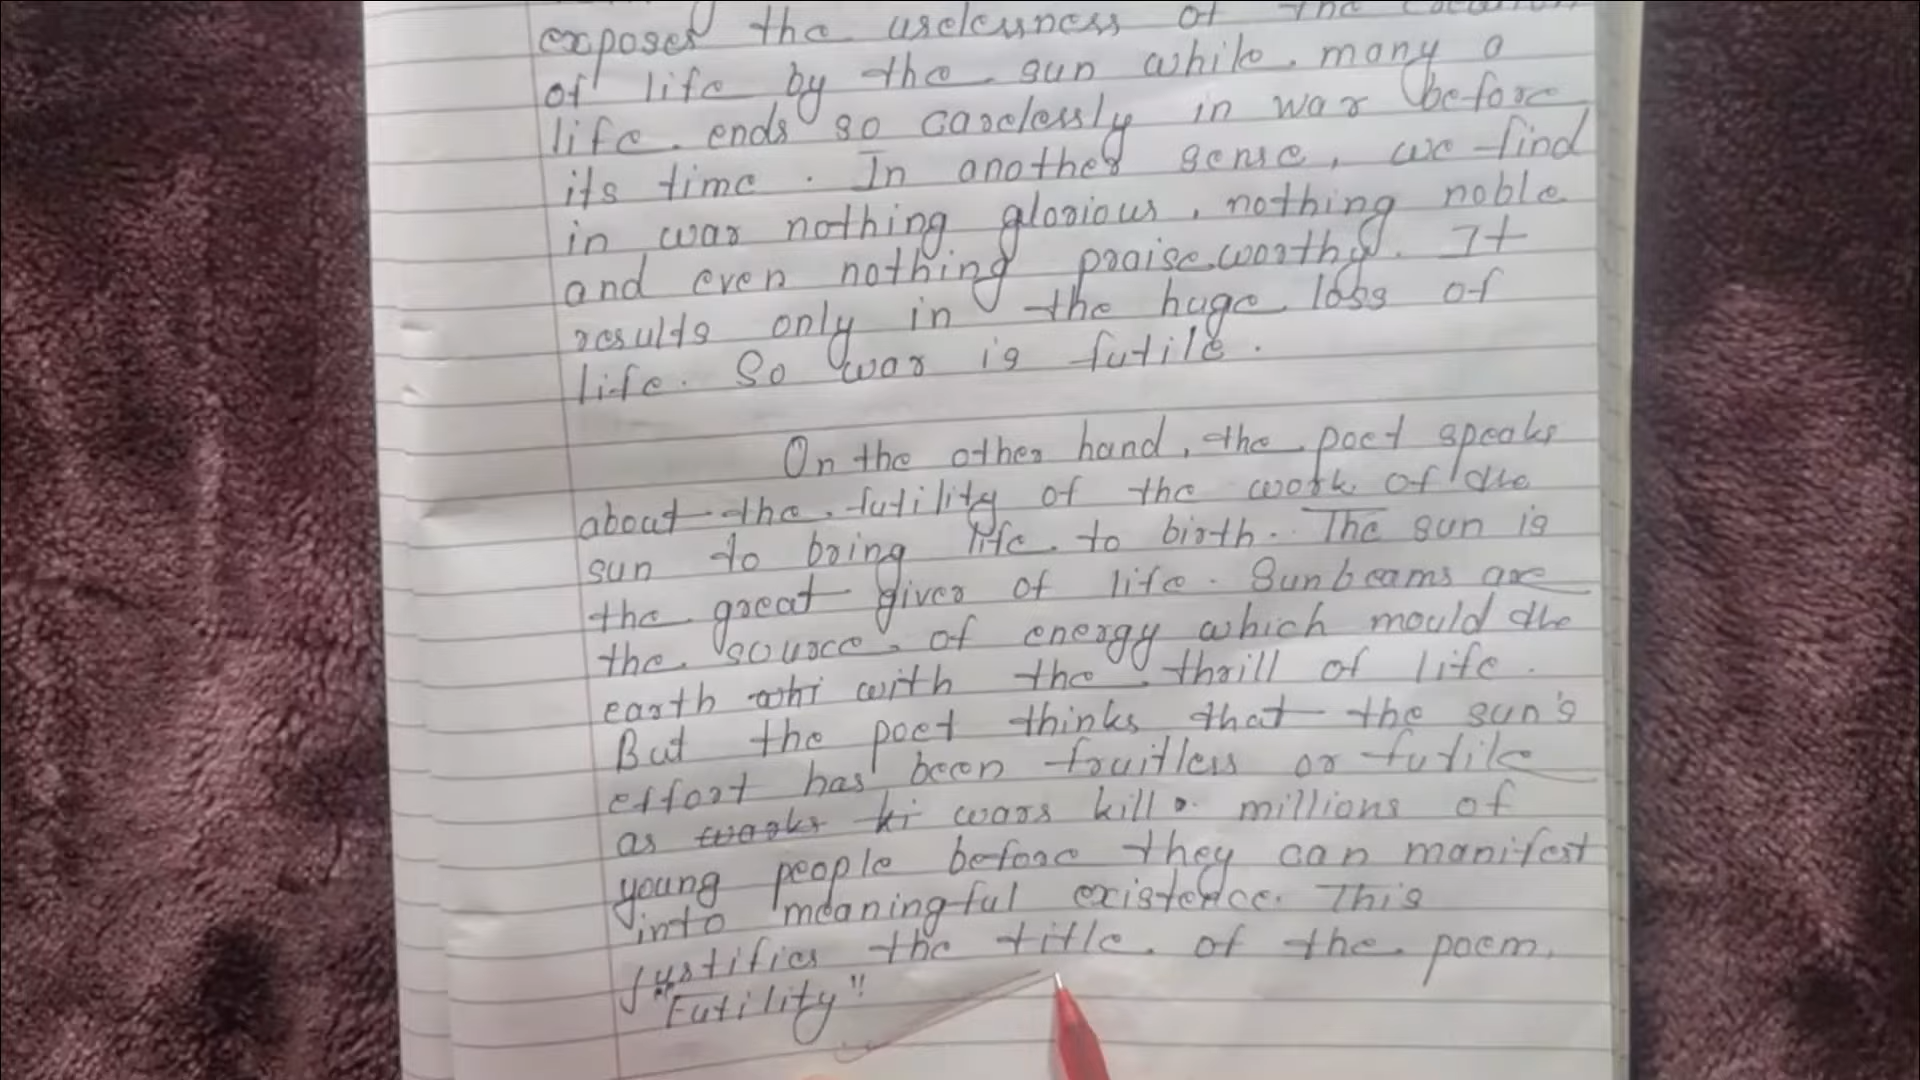 exposes the uselessness of the creation
of life by the sun while many a
life ends so carelessly in war before
its time. In another sense, we find
in war nothing glorious, nothing noble
and even nothing praiseworthy. It
results only in the huge loss of
life. So war is futile.
On the other hand, the poet speaks
about the futility of the work of the
sun to bring life to birth. The sun is
the great giver of life. Sunbeams are
the source of energy which mould the
earth whi with the thrill of life.
But the poet thinks that the sun's
effort has been fruitless or futile
as works ki wars kill millions of
young people before they can manifest
into meaningful existence. This
justifies the title of the poem,
"Futility"